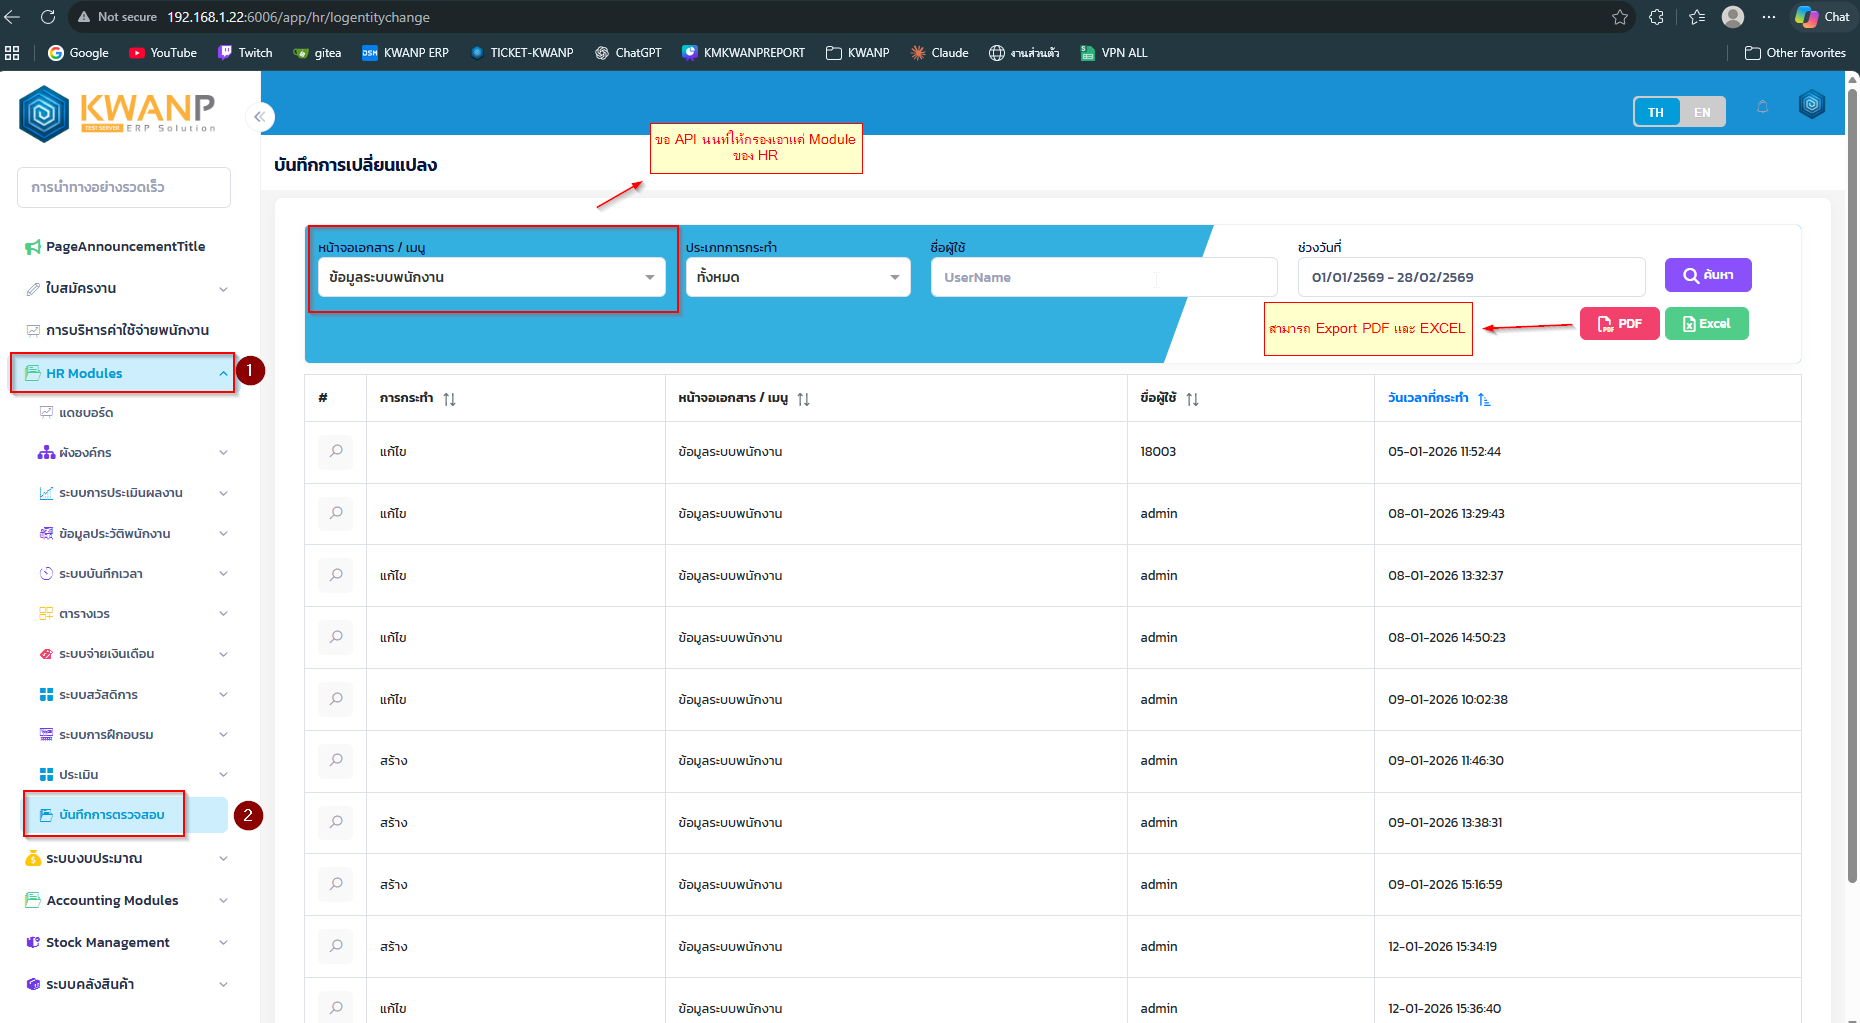 Not secure 192.168.1.22:6006/app/hr/logentitychange
Chat
Google YouTube Twitch gitea KWANP ERP TICKET-KWANP ChatGPT KMKWANPREPORT KWANP Claude งานส่วนตัว VPN ALL Other favorites
KWANP
TEST SERVER ERP Solution
TH EN
ขอ API นนท์ให้กรองเอาแค่ Module
ของ HR
บันทึกการเปลี่ยนแปลง
การนำทางอย่างรวดเร็ว
PageAnnouncementTitle
ใบสมัครงาน
การบริหารค่าใช้จ่ายพนักงาน
HR Modules
1
แดชบอร์ด
ผังองค์กร
ระบบการประเมินผลงาน
ข้อมูลประวัติพนักงาน
ระบบบันทึกเวลา
ตารางเวร
ระบบจ่ายเงินเดือน
ระบบสวัสดิการ
ระบบการฝึกอบรม
ประเมิน
บันทึกการตรวจสอบ
2
ระบบงบประมาณ
Accounting Modules
Stock Management
ระบบคลังสินค้า
หน้าจอเอกสาร / เมนู ประเภทการกระทำ ชื่อผู้ใช้ ช่วงวันที่
ข้อมูลระบบพนักงาน ทั้งหมด UserName 01/01/2569 - 28/02/2569 ค้นหา
สามารถ Export PDF และ EXCEL
PDF Excel
# การกระทำ หน้าจอเอกสาร / เมนู ชื่อผู้ใช้ วันเวลาที่กระทำ
แก้ไข ข้อมูลระบบพนักงาน 18003 05-01-2026 11:52:44
แก้ไข ข้อมูลระบบพนักงาน admin 08-01-2026 13:29:43
แก้ไข ข้อมูลระบบพนักงาน admin 08-01-2026 13:32:37
แก้ไข ข้อมูลระบบพนักงาน admin 08-01-2026 14:50:23
แก้ไข ข้อมูลระบบพนักงาน admin 09-01-2026 10:02:38
สร้าง ข้อมูลระบบพนักงาน admin 09-01-2026 11:46:30
สร้าง ข้อมูลระบบพนักงาน admin 09-01-2026 13:38:31
สร้าง ข้อมูลระบบพนักงาน admin 09-01-2026 15:16:59
สร้าง ข้อมูลระบบพนักงาน admin 12-01-2026 15:34:19
แก้ไข ข้อมูลระบบพนักงาน admin 12-01-2026 15:36:40